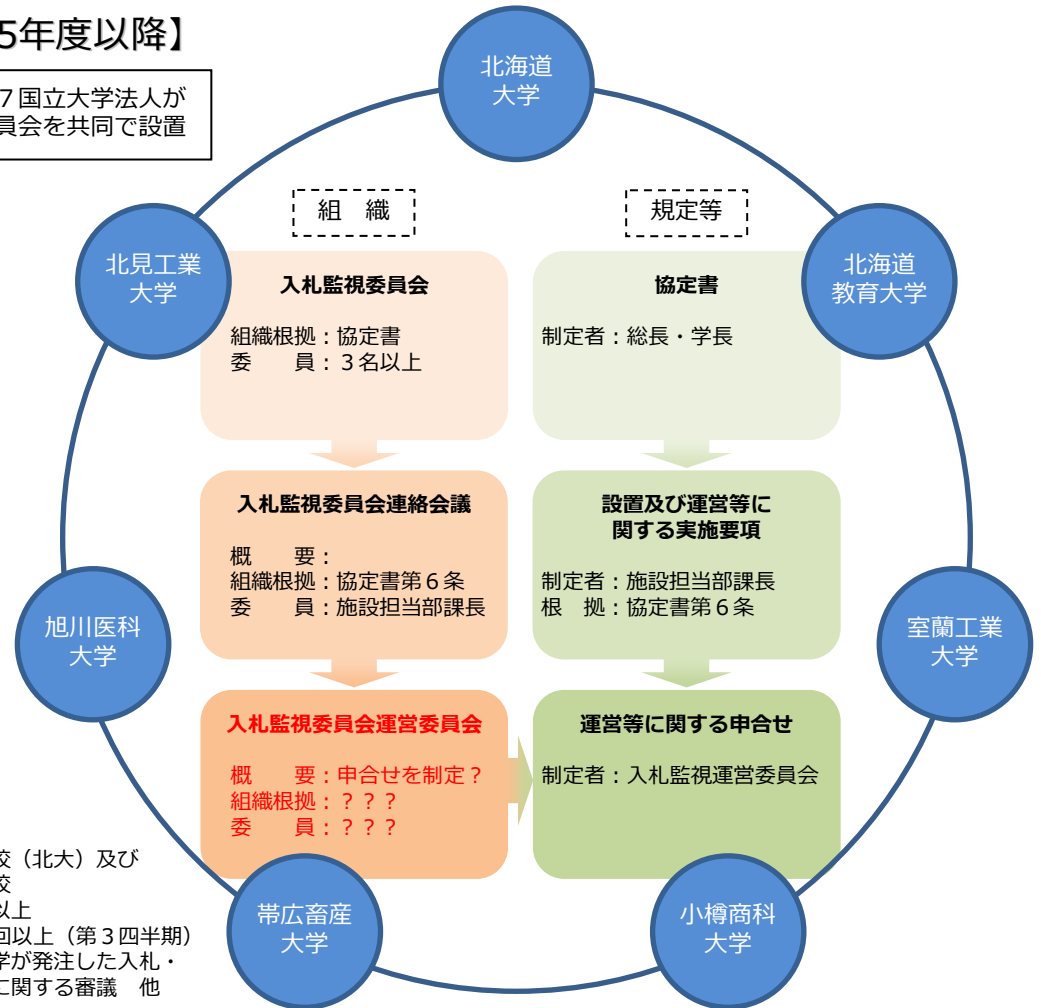 5年度以降】
７国立大学法人が
員会を共同で設置
北海道
大学
組　織
規定等
北見工業
大学
北海道
教育大学
入札監視委員会
組織根拠：協定書
委　　員：３名以上
協定書
制定者：総長・学長
入札監視委員会連絡会議
概　　要：
組織根拠：協定書第６条
委　　員：施設担当部課長
設置及び運営等に
関する実施要項
制定者：施設担当部課長
根　拠：協定書第６条
旭川医科
大学
室蘭工業
大学
入札監視委員会運営委員会
概　　要：申合せを制定？
組織根拠：？？？
委　　員：？？？
運営等に関する申合せ
制定者：入札監視運営委員会
校（北大）及び
校
以上
回以上（第３四半期）
学が発注した入札・
に関する審議　他
帯広畜産
大学
小樽商科
大学